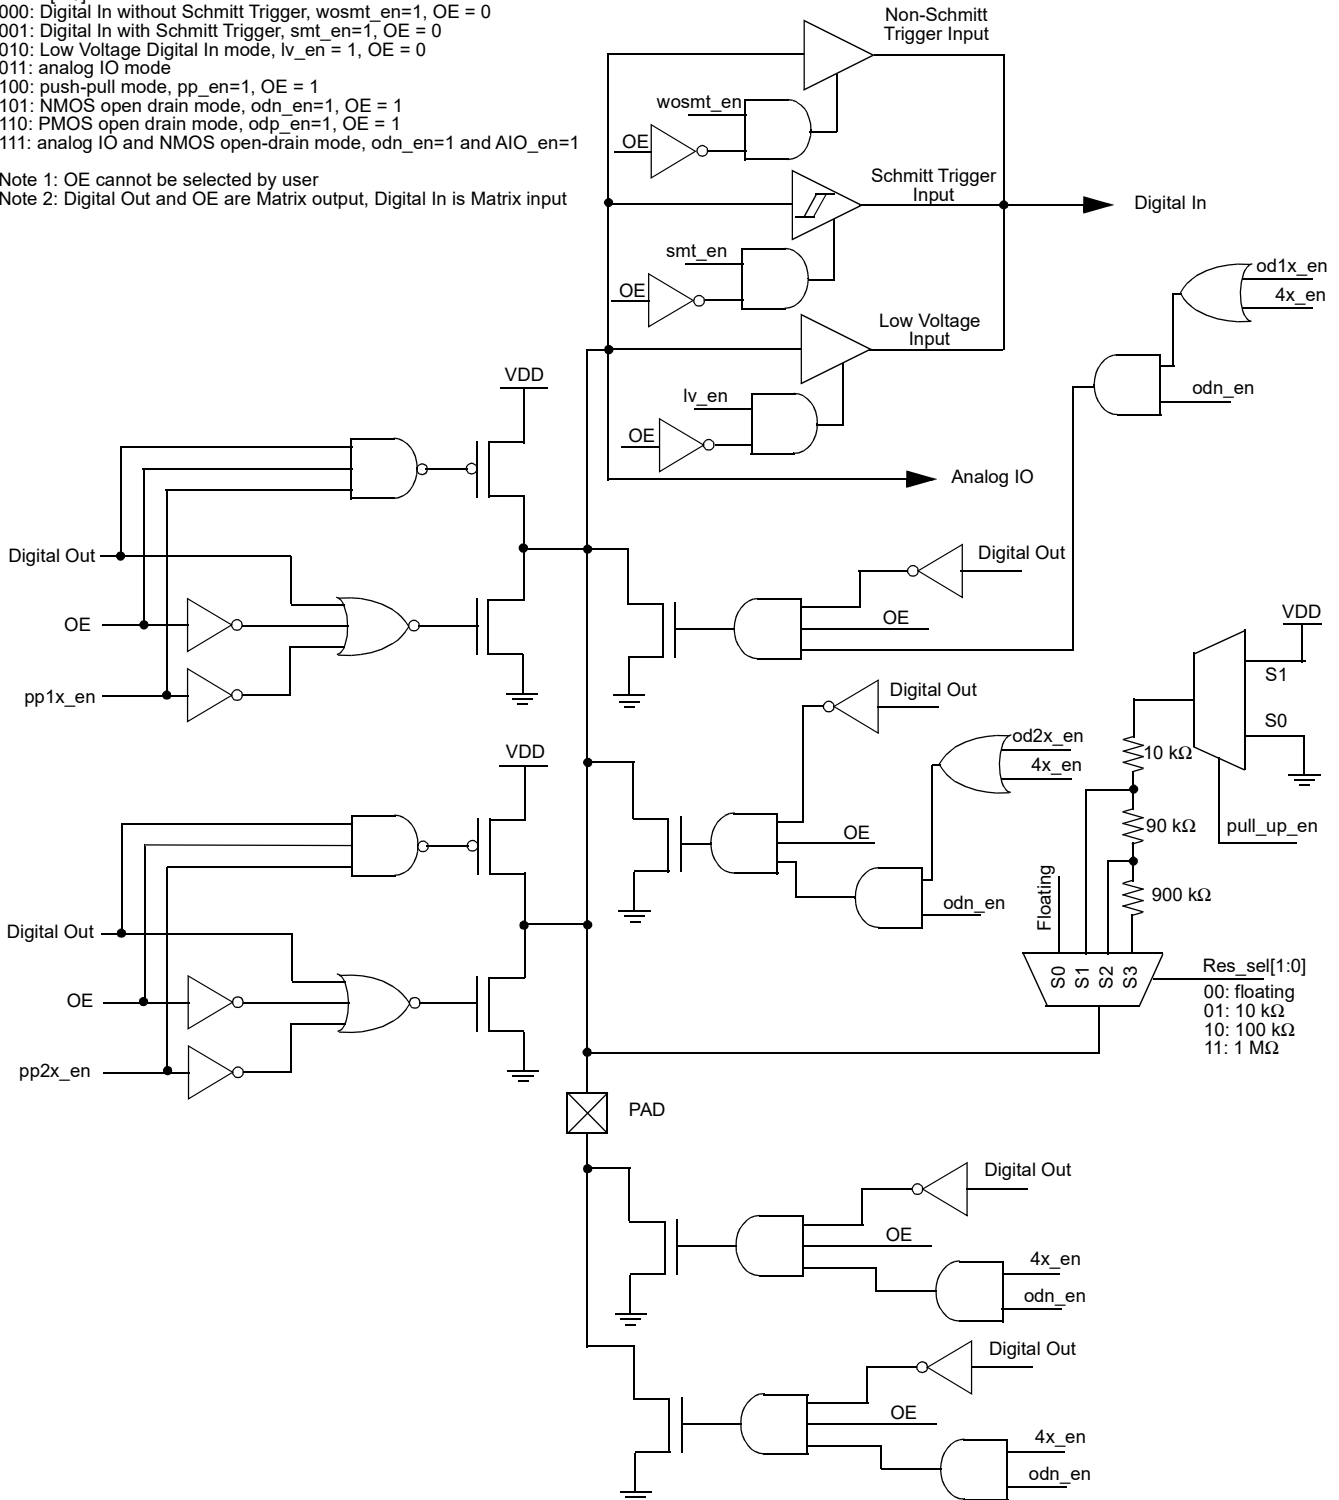 000: Digital In without Schmitt Trigger, wosmt_en=1, OE = 0
001: Digital In with Schmitt Trigger, smt_en=1, OE = 0
010: Low Voltage Digital In mode, lv_en = 1, OE = 0
011: analog IO mode
100: push-pull mode, pp_en=1, OE = 1
101: NMOS open drain mode, odn_en=1, OE = 1
110: PMOS open drain mode, odp_en=1, OE = 1
111: analog IO and NMOS open-drain mode, odn_en=1 and AIO_en=1
Note 1: OE cannot be selected by user
Note 2: Digital Out and OE are Matrix output, Digital In is Matrix input
Non-Schmitt
Trigger Input
wosmt_en
OE
Schmitt Trigger
Input
Digital In
smt_en
OE
od1x_en
4x_en
Low Voltage
Input
odn_en
lv_en
OE
Analog IO
VDD
Digital Out
OE
pp1x_en
Digital Out
OE
VDD
S1
S0
10 kΩ
90 kΩ
900 kΩ
pull_up_en
Digital Out
od2x_en
4x_en
OE
odn_en
Floating
S0
S1
S2
S3
Res_sel[1:0]
00: floating
01: 10 kΩ
10: 100 kΩ
11: 1 MΩ
VDD
Digital Out
OE
pp2x_en
PAD
Digital Out
OE
4x_en
odn_en
Digital Out
OE
4x_en
odn_en